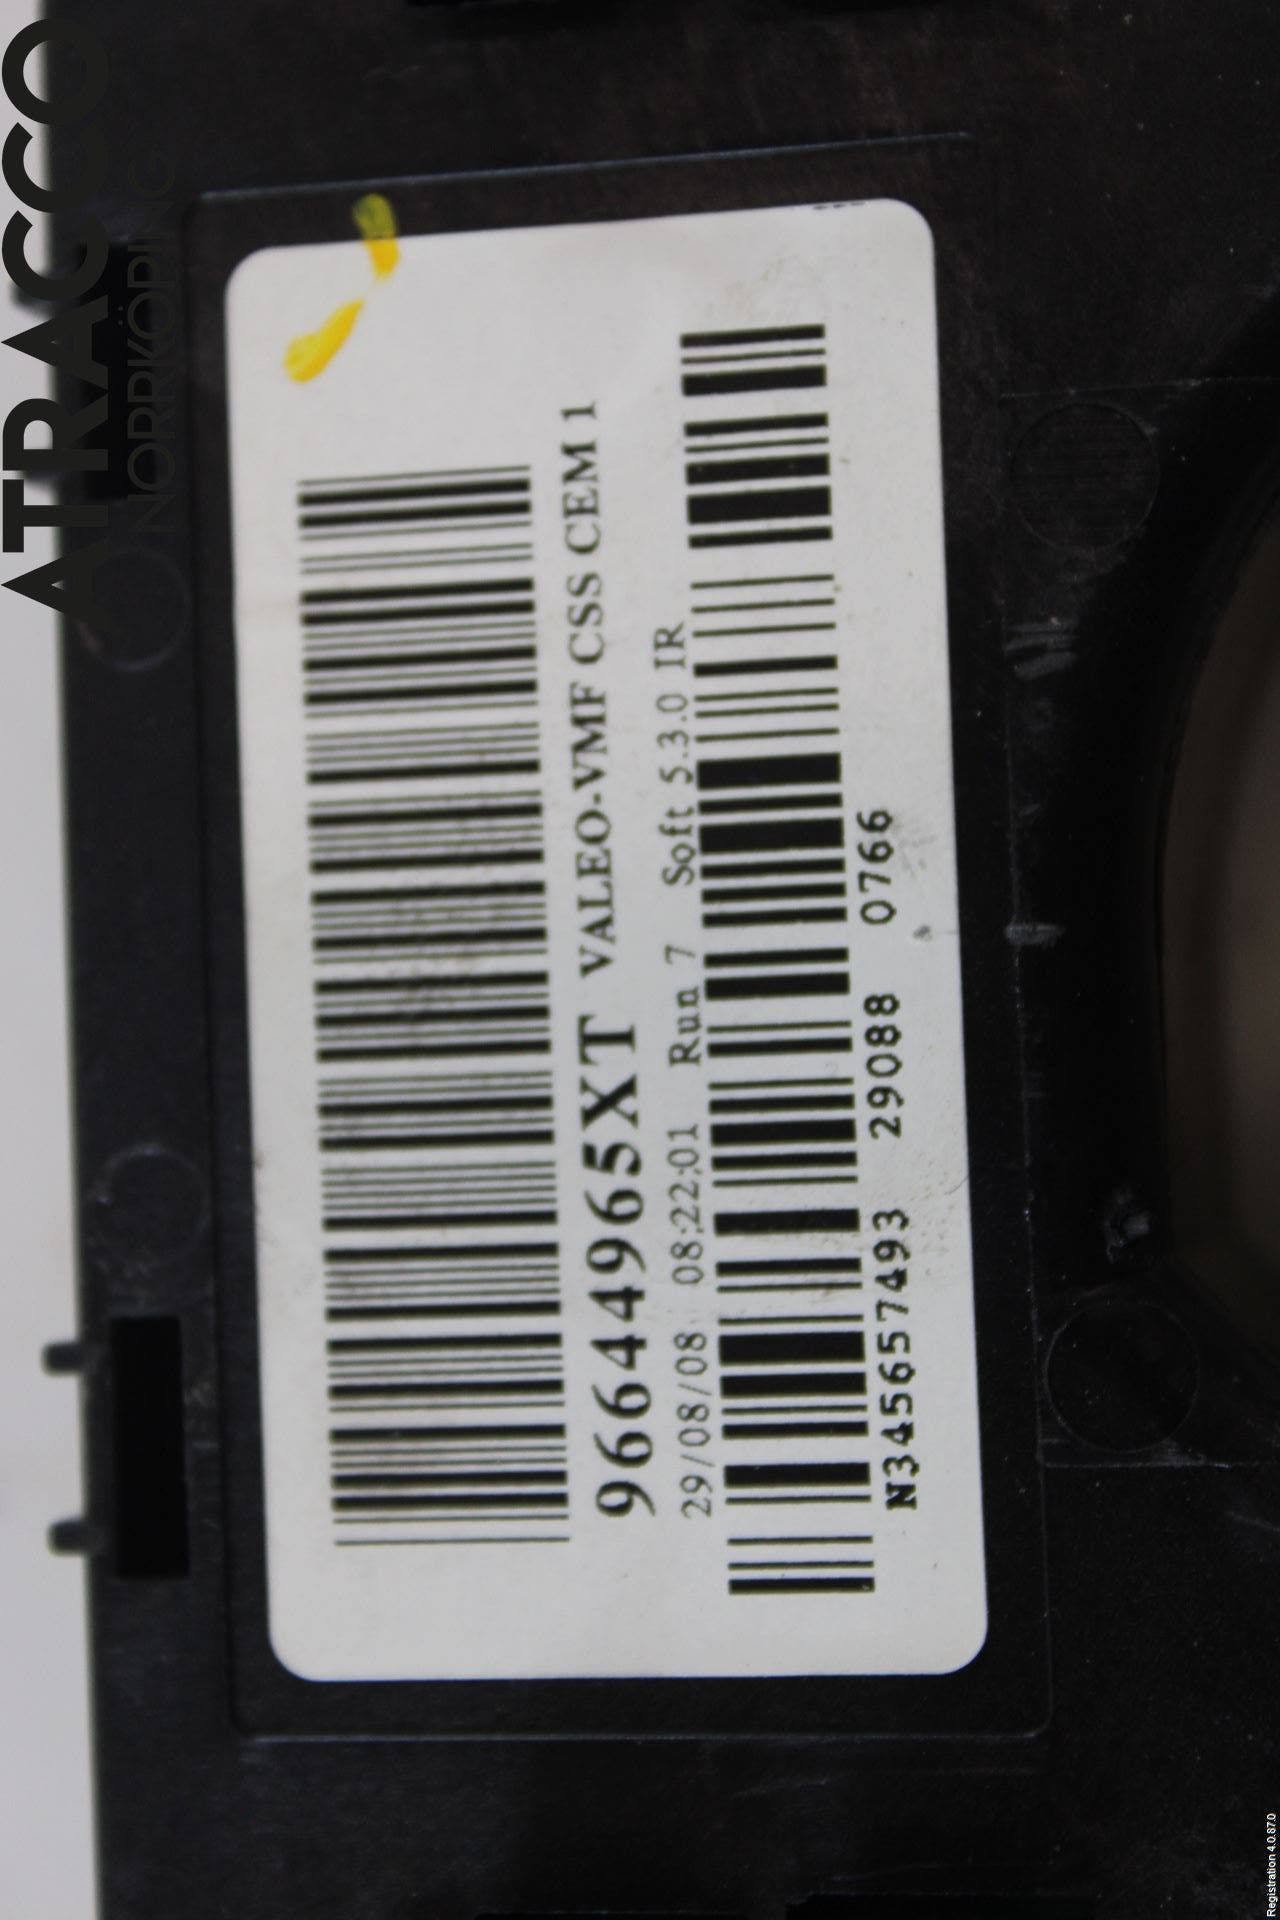 ATRACCO
NORRKÖPING
96644965XT VALEO-VMF CSS CEM 1
29/08/08 08:22:01 Run 7 Soft 5.3.0 IR
N345657493 29088 0766
Registration 4.0.87.0